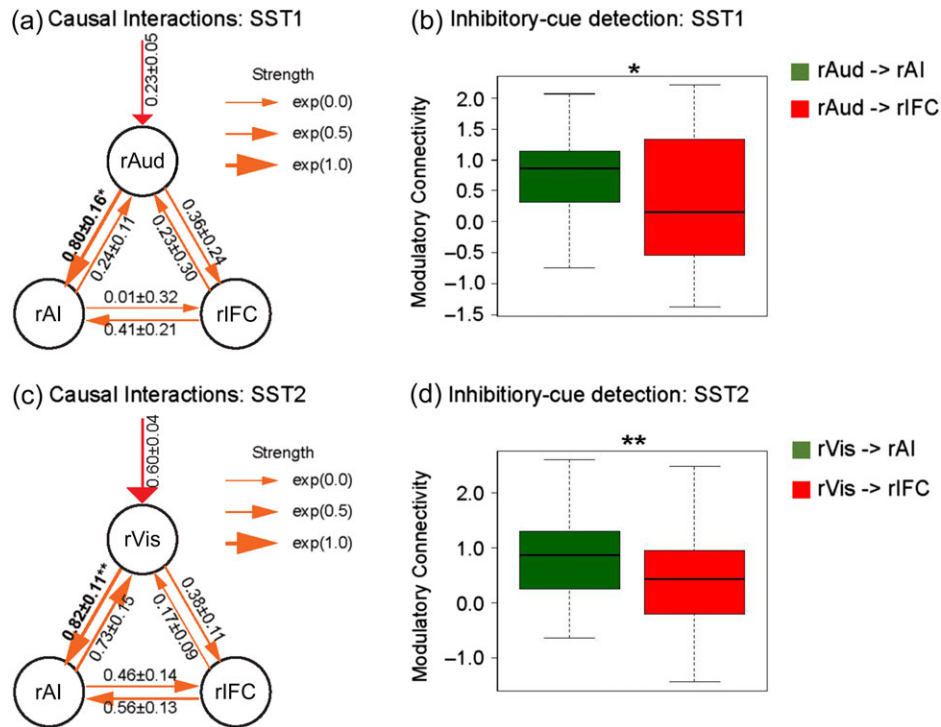 (a) Causal Interactions: SST1
0.23±0.05
Strength
exp(0.0)
exp(0.5)
exp(1.0)
rAud
0.80±0.16*
0.24±0.11
0.36±0.24
0.23±0.30
rAI
0.01±0.32
0.41±0.21
rIFC
(b) Inhibitory-cue detection: SST1
*
Modulatory Connectivity
2.0
1.5
1.0
0.5
0.0
−0.5
−1.0
−1.5
rAud -> rAI
rAud -> rIFC
(c) Causal Interactions: SST2
0.60±0.04
Strength
exp(0.0)
exp(0.5)
exp(1.0)
rVis
0.82±0.11**
0.73±0.15
0.38±0.11
0.17±0.09
rAI
0.46±0.14
0.56±0.13
rIFC
(d) Inhibitiory-cue detection: SST2
**
Modulatory Connectivity
2.0
1.0
0.0
−1.0
rVis -> rAI
rVis -> rIFC